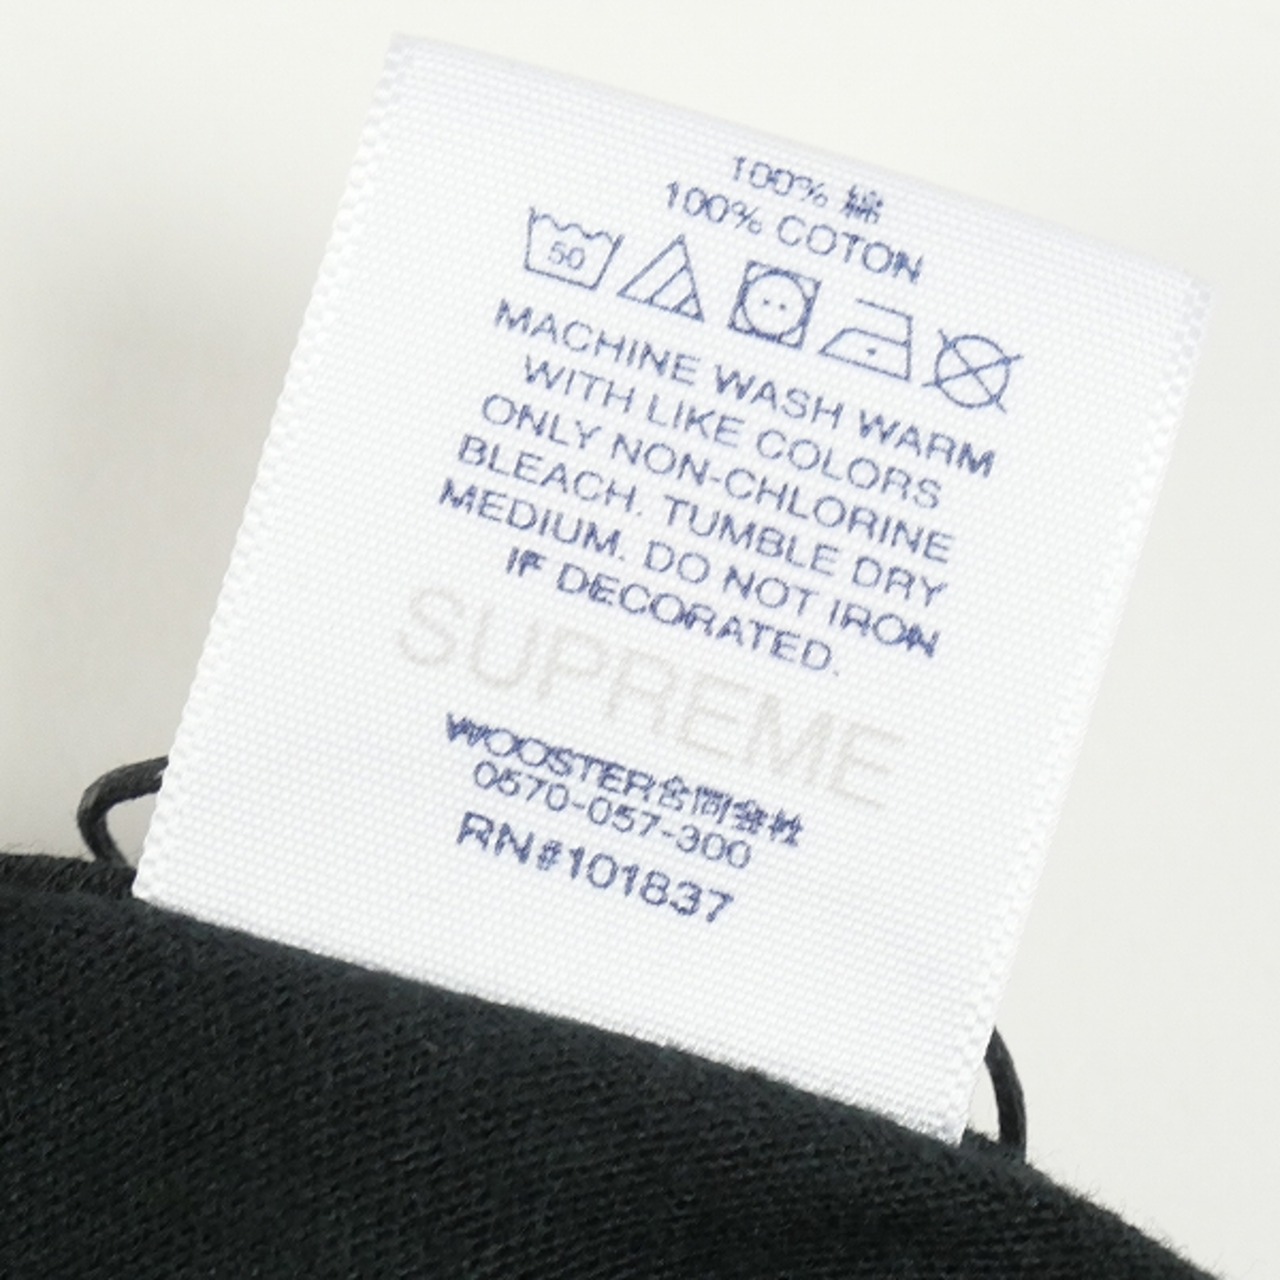 100% 綿
100% COTON
50
MACHINE WASH WARM
WITH LIKE COLORS
ONLY NON-CHLORINE
BLEACH. TUMBLE DRY
MEDIUM. DO NOT IRON
IF DECORATED.
SUPREME
WOOSTER合同会社
0570-057-300
RN#101837